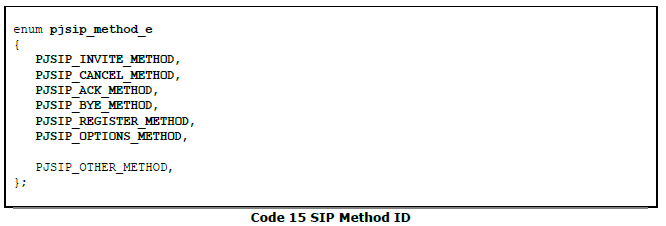 enum pjsip_method_e
{
PJSIP_INVITE_METHOD,
PJSIP_CANCEL_METHOD,
PJSIP_ACK_METHOD,
PJSIP_BYE_METHOD,
PJSIP_REGISTER_METHOD,
PJSIP_OPTIONS_METHOD,
PJSIP_OTHER_METHOD,
};
Code 15 SIP Method ID